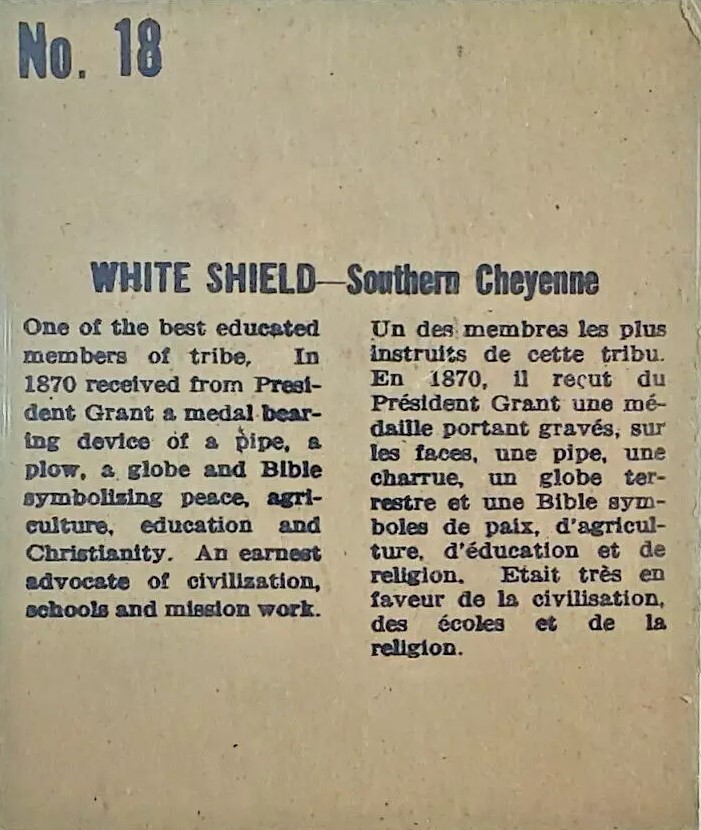 No. 18
WHITE SHIELD—Southern Cheyenne
One of the best educated
members of tribe. In
1870 received from Presi-
dent Grant a medal bear-
ing device of a pipe, a
plow, a globe and Bible
symbolizing peace, agri-
culture, education and
Christianity. An earnest
advocate of civilization,
schools and mission work.
Un des membres les plus
instruits de cette tribu.
En 1870, il reçut du
Président Grant une mé-
daille portant gravés, sur
les faces, une pipe, une
charrue, un globe ter-
restre et une Bible sym-
boles de paix, d'agricul-
ture, d'éducation et de
religion. Etait très en
faveur de la civilisation,
des écoles et de la
religion.